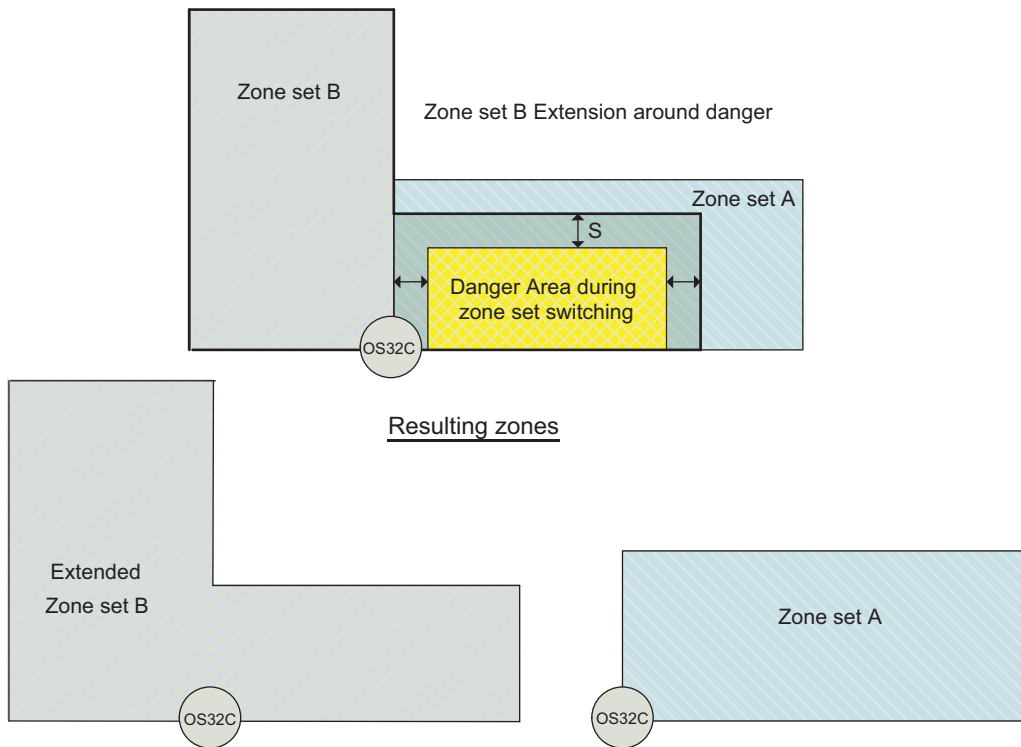 Zone set B
Zone set B Extension around danger
Zone set A
S
Danger Area during
zone set switching
OS32C
Resulting zones
Extended
Zone set B
OS32C
Zone set A
OS32C